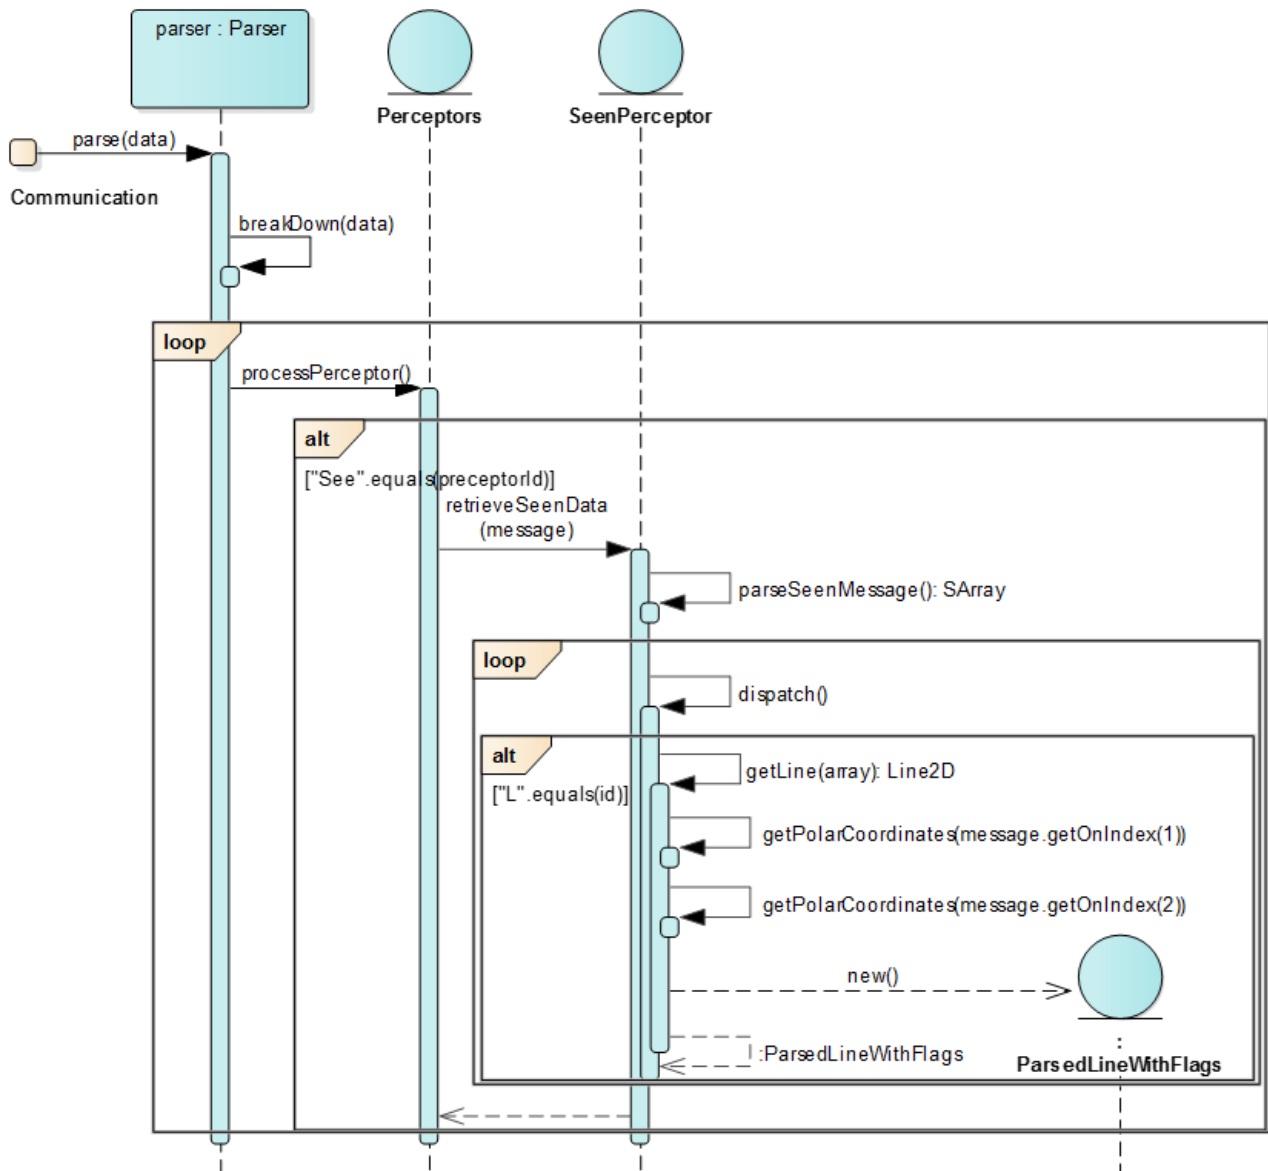 parser : Parser
Perceptors
SeenPerceptor
parse(data)
Communication
breakDown(data)
loop
processPerceptor()
alt
["See".equals(preceptorId)]
retrieveSeenData
(message)
parseSeenMessage(): SArray
loop
dispatch()
alt
getLine(array): Line2D
["L".equals(id)]
getPolarCoordinates(message.getOnIndex(1))
getPolarCoordinates(message.getOnIndex(2))
new()
:ParsedLineWithFlags
:
ParsedLineWithFlags